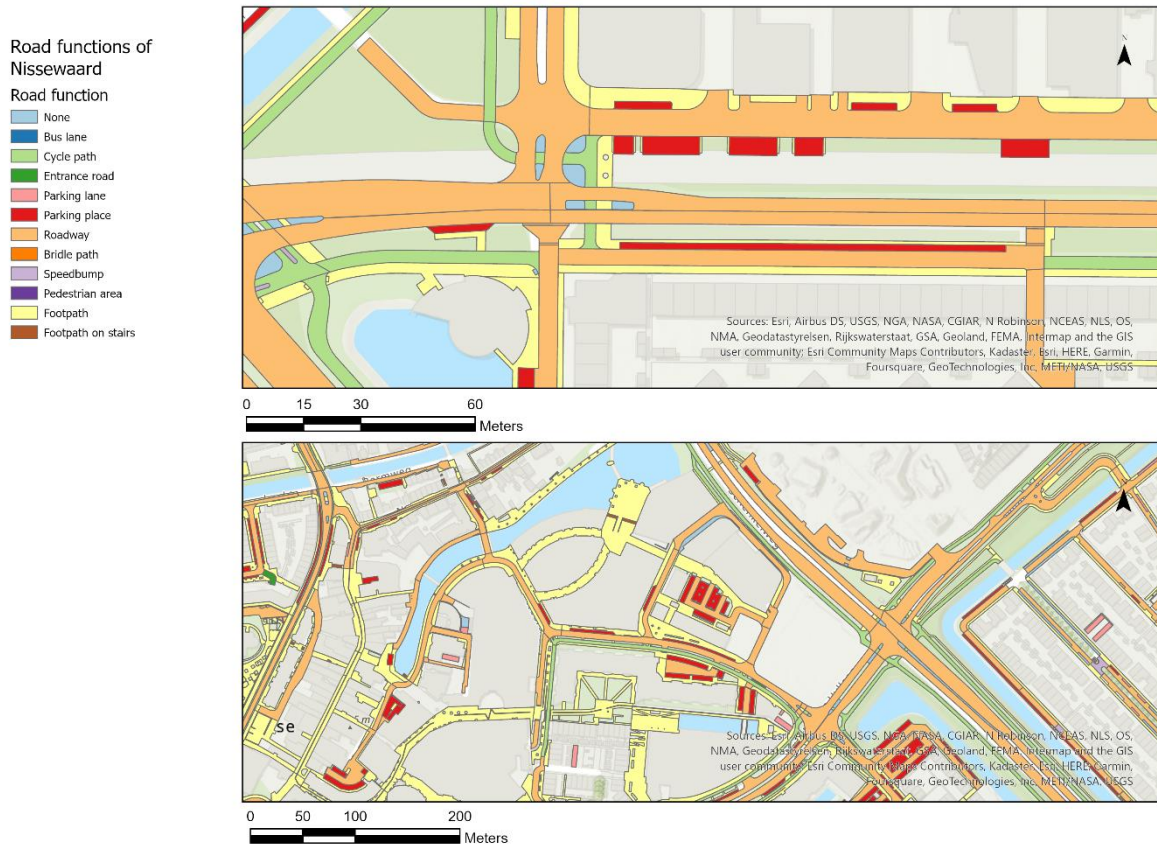 Road functions of
Nissewaard
Road function
None
Bus lane
Cycle path
Entrance road
Parking lane
Parking place
Roadway
Bridle path
Speedbump
Pedestrian area
Footpath
Footpath on stairs
N
Sources: Esri, Airbus DS, USGS, NGA, NASA, CGIAR, N Robinson, NCEAS, NLS, OS,
NMA, Geodatastyrelsen, Rijkswaterstaat, GSA, Geoland, FEMA, Intermap and the GIS
user community; Esri Community Maps Contributors, Kadaster, Esri, HERE, Garmin,
Foursquare, GeoTechnologies, Inc, METI/NASA, USGS
0 15 30 60
Meters
se
Sources: Esri, Airbus DS, USGS, NGA, NASA, CGIAR, N Robinson, NCEAS, NLS, OS,
NMA, Geodatastyrelsen, Rijkswaterstaat, GSA, Geoland, FEMA, Intermap and the GIS
user community; Esri Community Maps Contributors, Kadaster, Esri, HERE, Garmin,
Foursquare, GeoTechnologies, Inc, METI/NASA, USGS
0 50 100 200
Meters